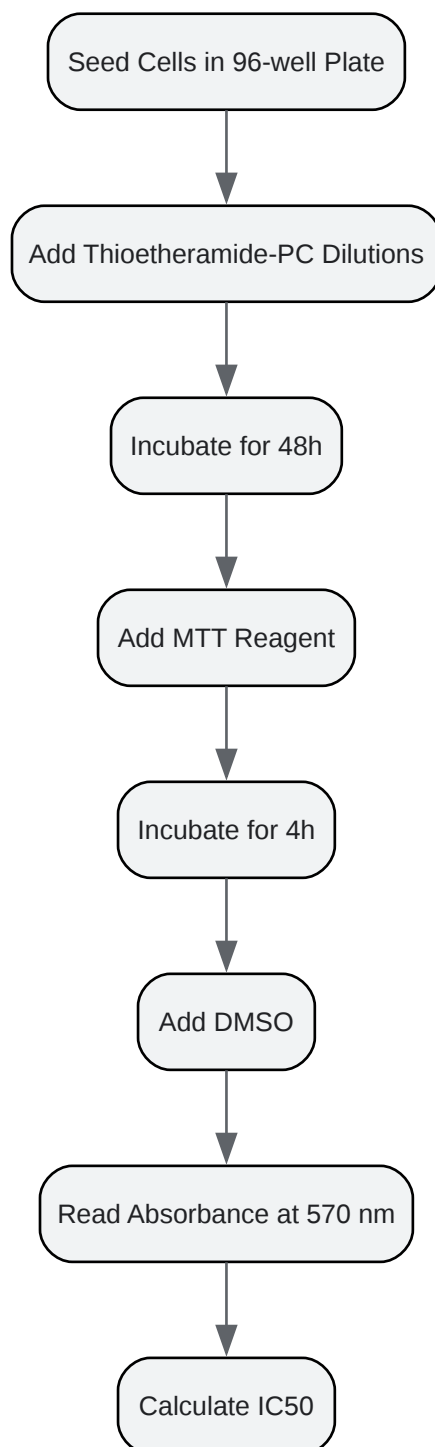 Seed Cells in 96-well Plate
Add Thioetheramide-PC Dilutions
Incubate for 48h
Add MTT Reagent
Incubate for 4h
Add DMSO
Read Absorbance at 570 nm
Calculate IC50